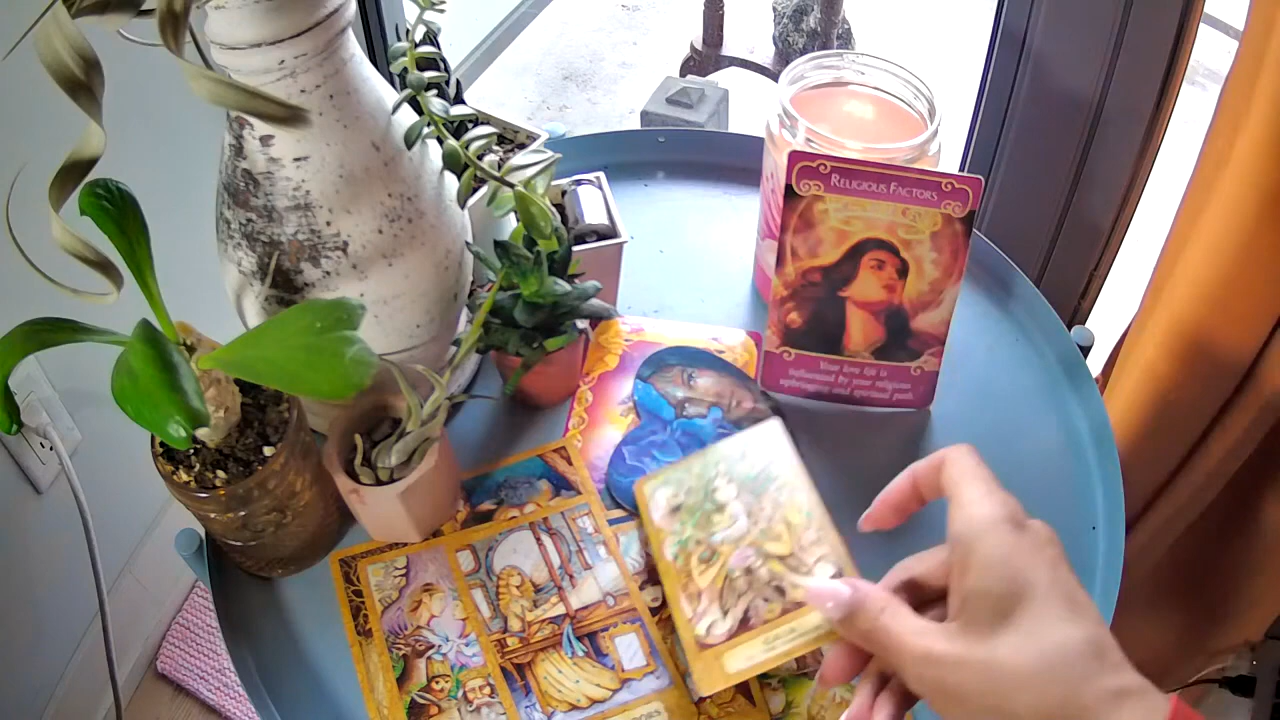 RELIGIOUS FACTORS
Your love life is
influenced by your religious
upbringing and spiritual path.